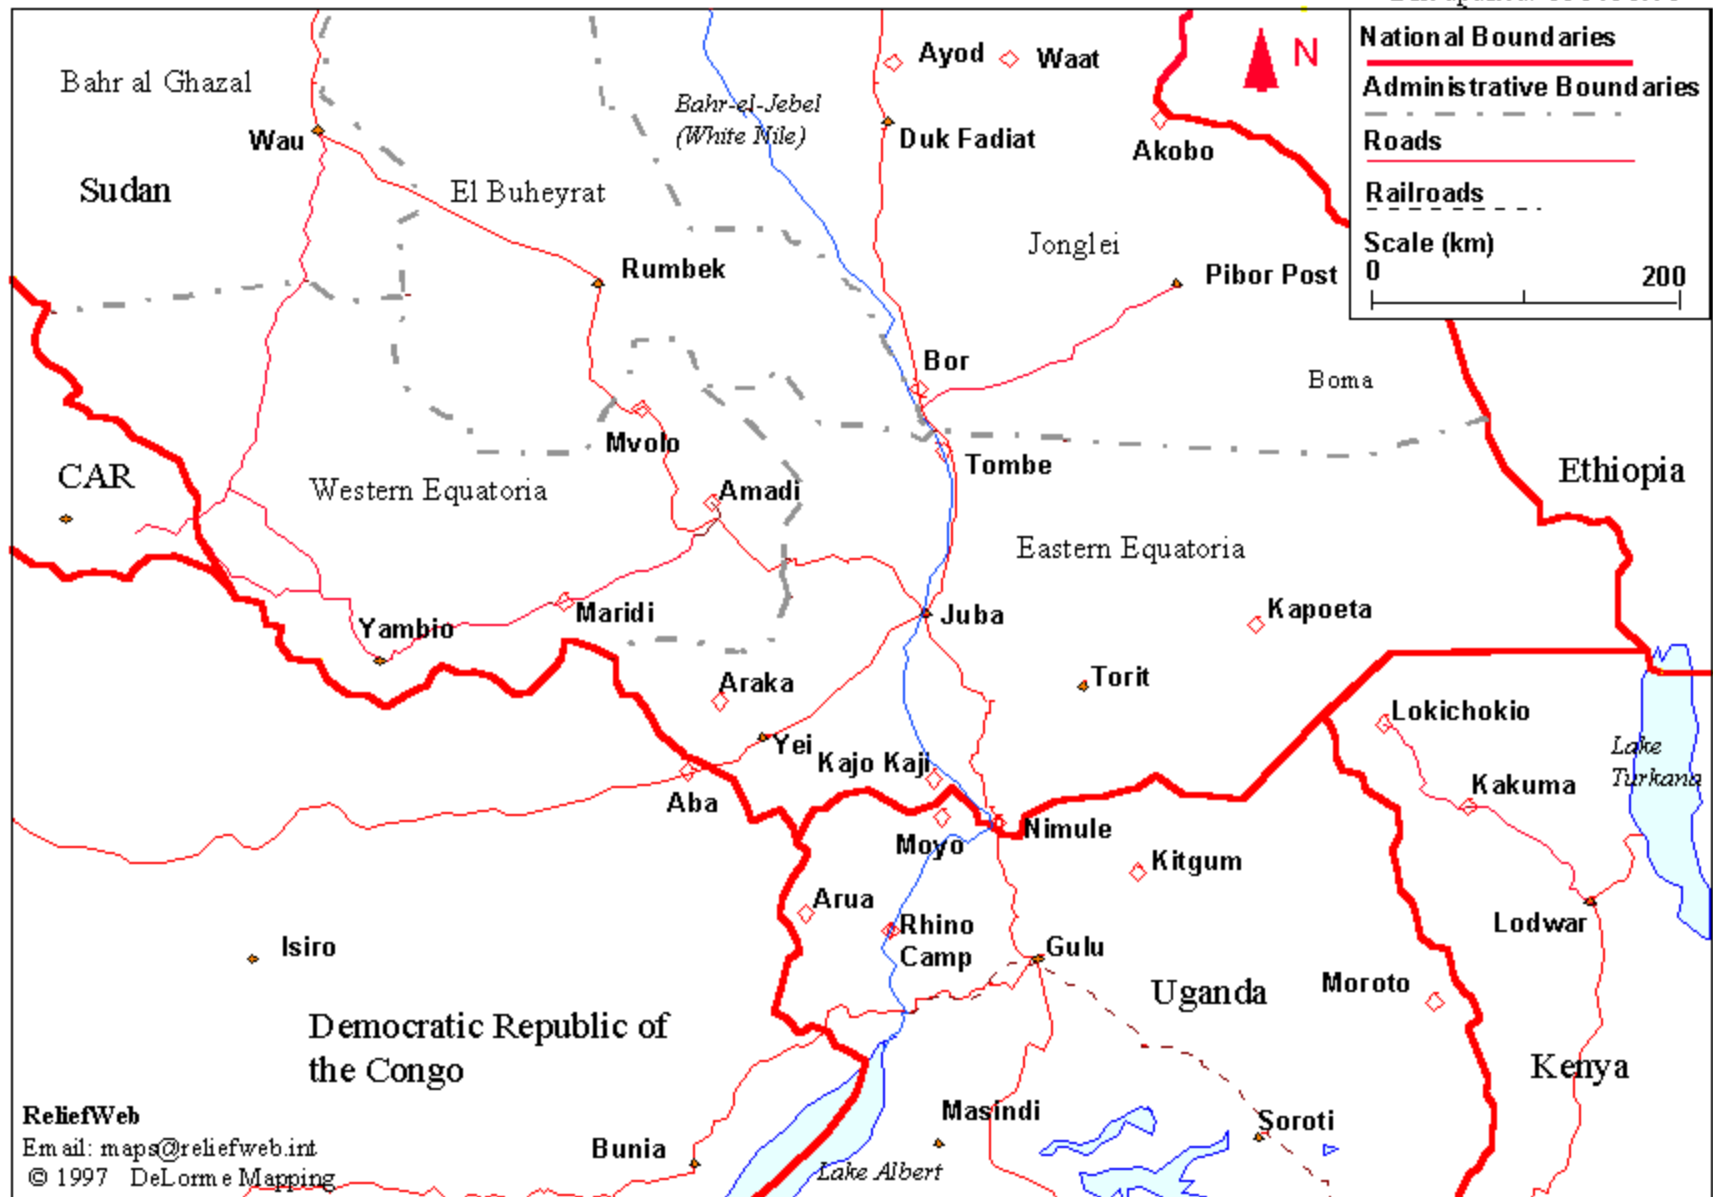 National Boundaries
Administrative Boundaries
Roads
Railroads
Scale (km)
0 200
N
Bahr al Ghazal
Ayod
Waat
Bahr-el-Jebel
(White Nile)
Wau
Duk Fadiat
Akobo
Sudan
El Buheyrat
Jonglei
Rumbek
Pibor Post
Bor
Boma
Mvolo
Tombe
CAR
Ethiopia
Western Equatoria
Amadi
Eastern Equatoria
Maridi
Juba
Kapoeta
Yambio
Araka
Torit
Lokichokio
Yei
Kajo Kaji
Lake
Turkana
Aba
Kakuma
Moyo
Nimule
Kitgum
Arua
Rhino
Camp
Lodwar
Isiro
Gulu
Uganda
Moroto
Democratic Republic of
the Congo
Kenya
Masindi
Soroti
Bunia
Lake Albert
ReliefWeb
Email: maps@reliefweb.int
© 1997 DeLorme Mapping